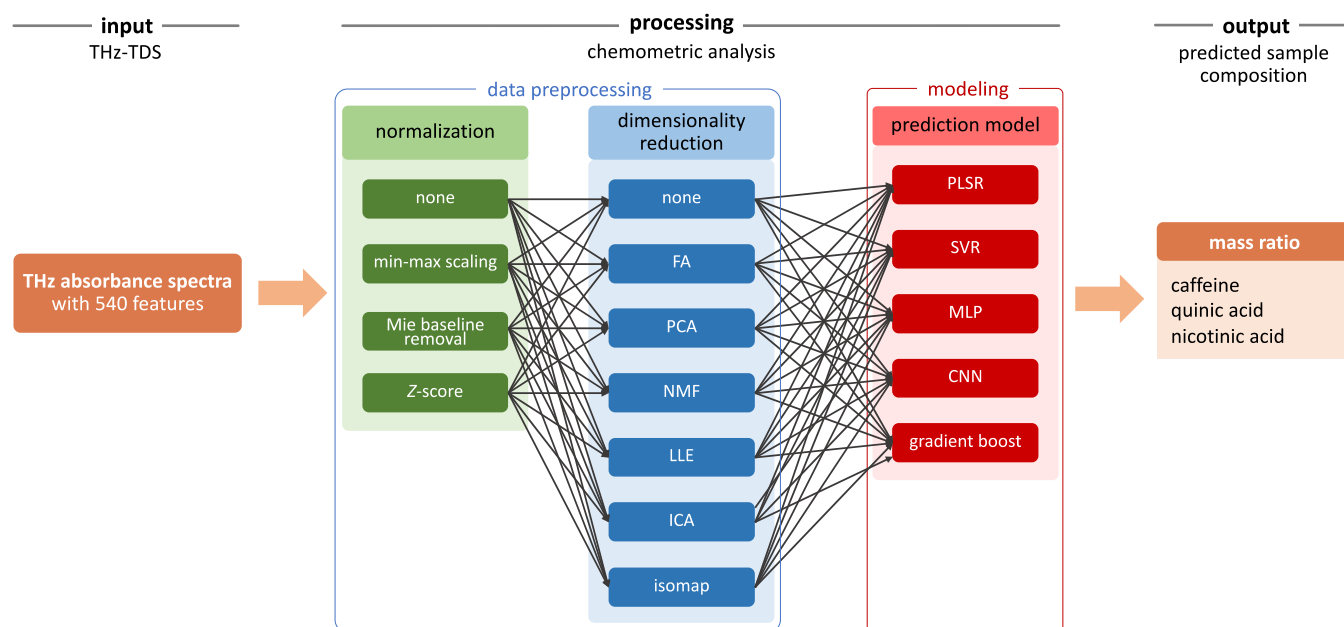 input
THz-TDS
processing
chemometric analysis
output
predicted sample
composition
data preprocessing
modeling
normalization
none
min-max scaling
Mie baseline
removal
Z-score
dimensionality
reduction
none
FA
PCA
NMF
LLE
ICA
isomap
prediction model
PLSR
SVR
MLP
CNN
gradient boost
THz absorbance spectra
with 540 features
mass ratio
caffeine
quinic acid
nicotinic acid